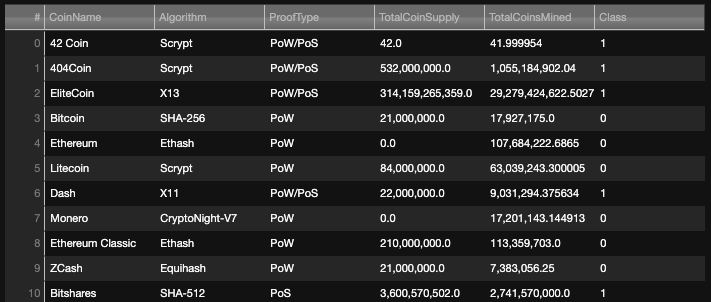 # CoinName Algorithm ProofType TotalCoinSupply TotalCoinsMined Class
0 42 Coin Scrypt PoW/PoS 42.0 41.999954 1
1 404Coin Scrypt PoW/PoS 532,000,000.0 1,055,184,902.04 1
2 EliteCoin X13 PoW/PoS 314,159,265,359.0 29,279,424,622.5027 1
3 Bitcoin SHA-256 PoW 21,000,000.0 17,927,175.0 0
4 Ethereum Ethash PoW 0.0 107,684,222.6865 0
5 Litecoin Scrypt PoW 84,000,000.0 63,039,243.300005 0
6 Dash X11 PoW/PoS 22,000,000.0 9,031,294.375634 1
7 Monero CryptoNight-V7 PoW 0.0 17,201,143.144913 0
8 Ethereum Classic Ethash PoW 210,000,000.0 113,359,703.0 0
9 ZCash Equihash PoW 21,000,000.0 7,383,056.25 0
10 Bitshares SHA-512 PoS 3,600,570,502.0 2,741,570,000.0 1